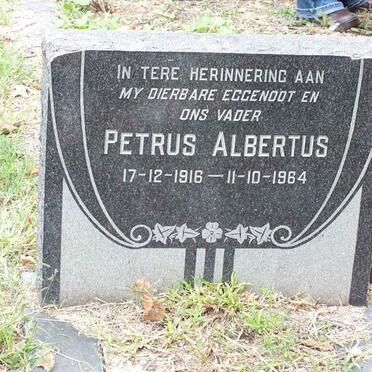 IN TERE HERINNERING AAN
MY DIERBARE EGGENOOT EN
ONS VADER
PETRUS ALBERTUS
17-12-1916 — 11-10-1964